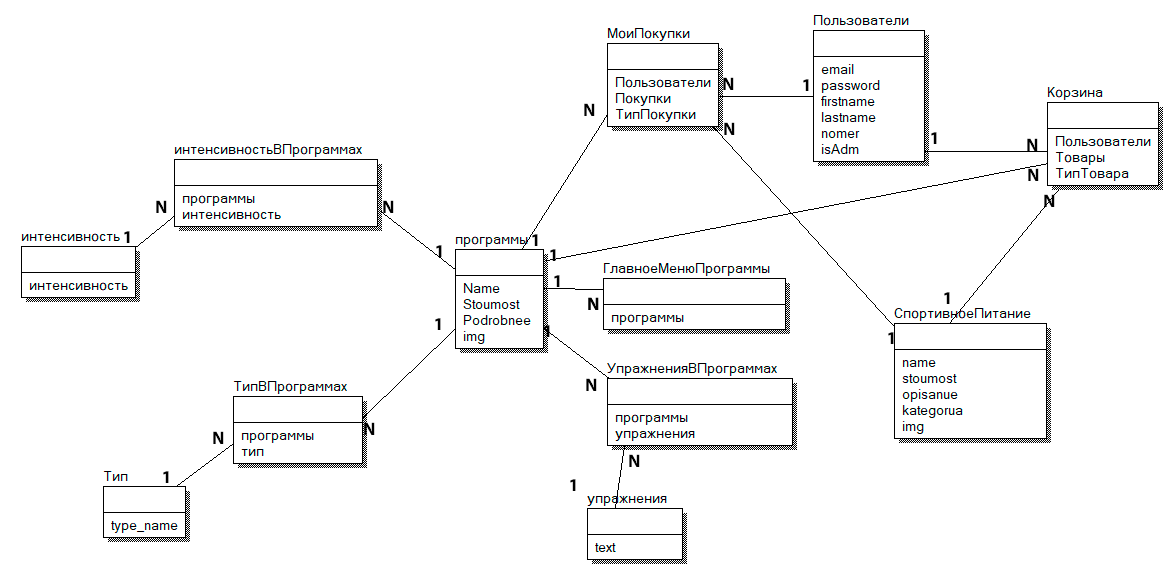 Пользователи
email
password
firstname
lastname
nomer
isAdm
МоиПокупки
Пользователи
Покупки
ТипПокупки
N
1
N
N
Корзина
Пользователи
Товары
ТипТовара
1
N
N
N
интенсивностьВПрограммах
программы
интенсивность
N
N
интенсивность
1
интенсивность
программы
1
1
1
1
1
1
Name
Stoumost
Podrobnee
img
ГлавноеМенюПрограммы
N
программы
СпортивноеПитание
1
1
name
stoumost
opisanue
kategorua
img
УпражненияВПрограммах
N
программы
упражнения
N
ТипВПрограммах
программы
тип
N
N
Тип
1
type_name
1
упражнения
text